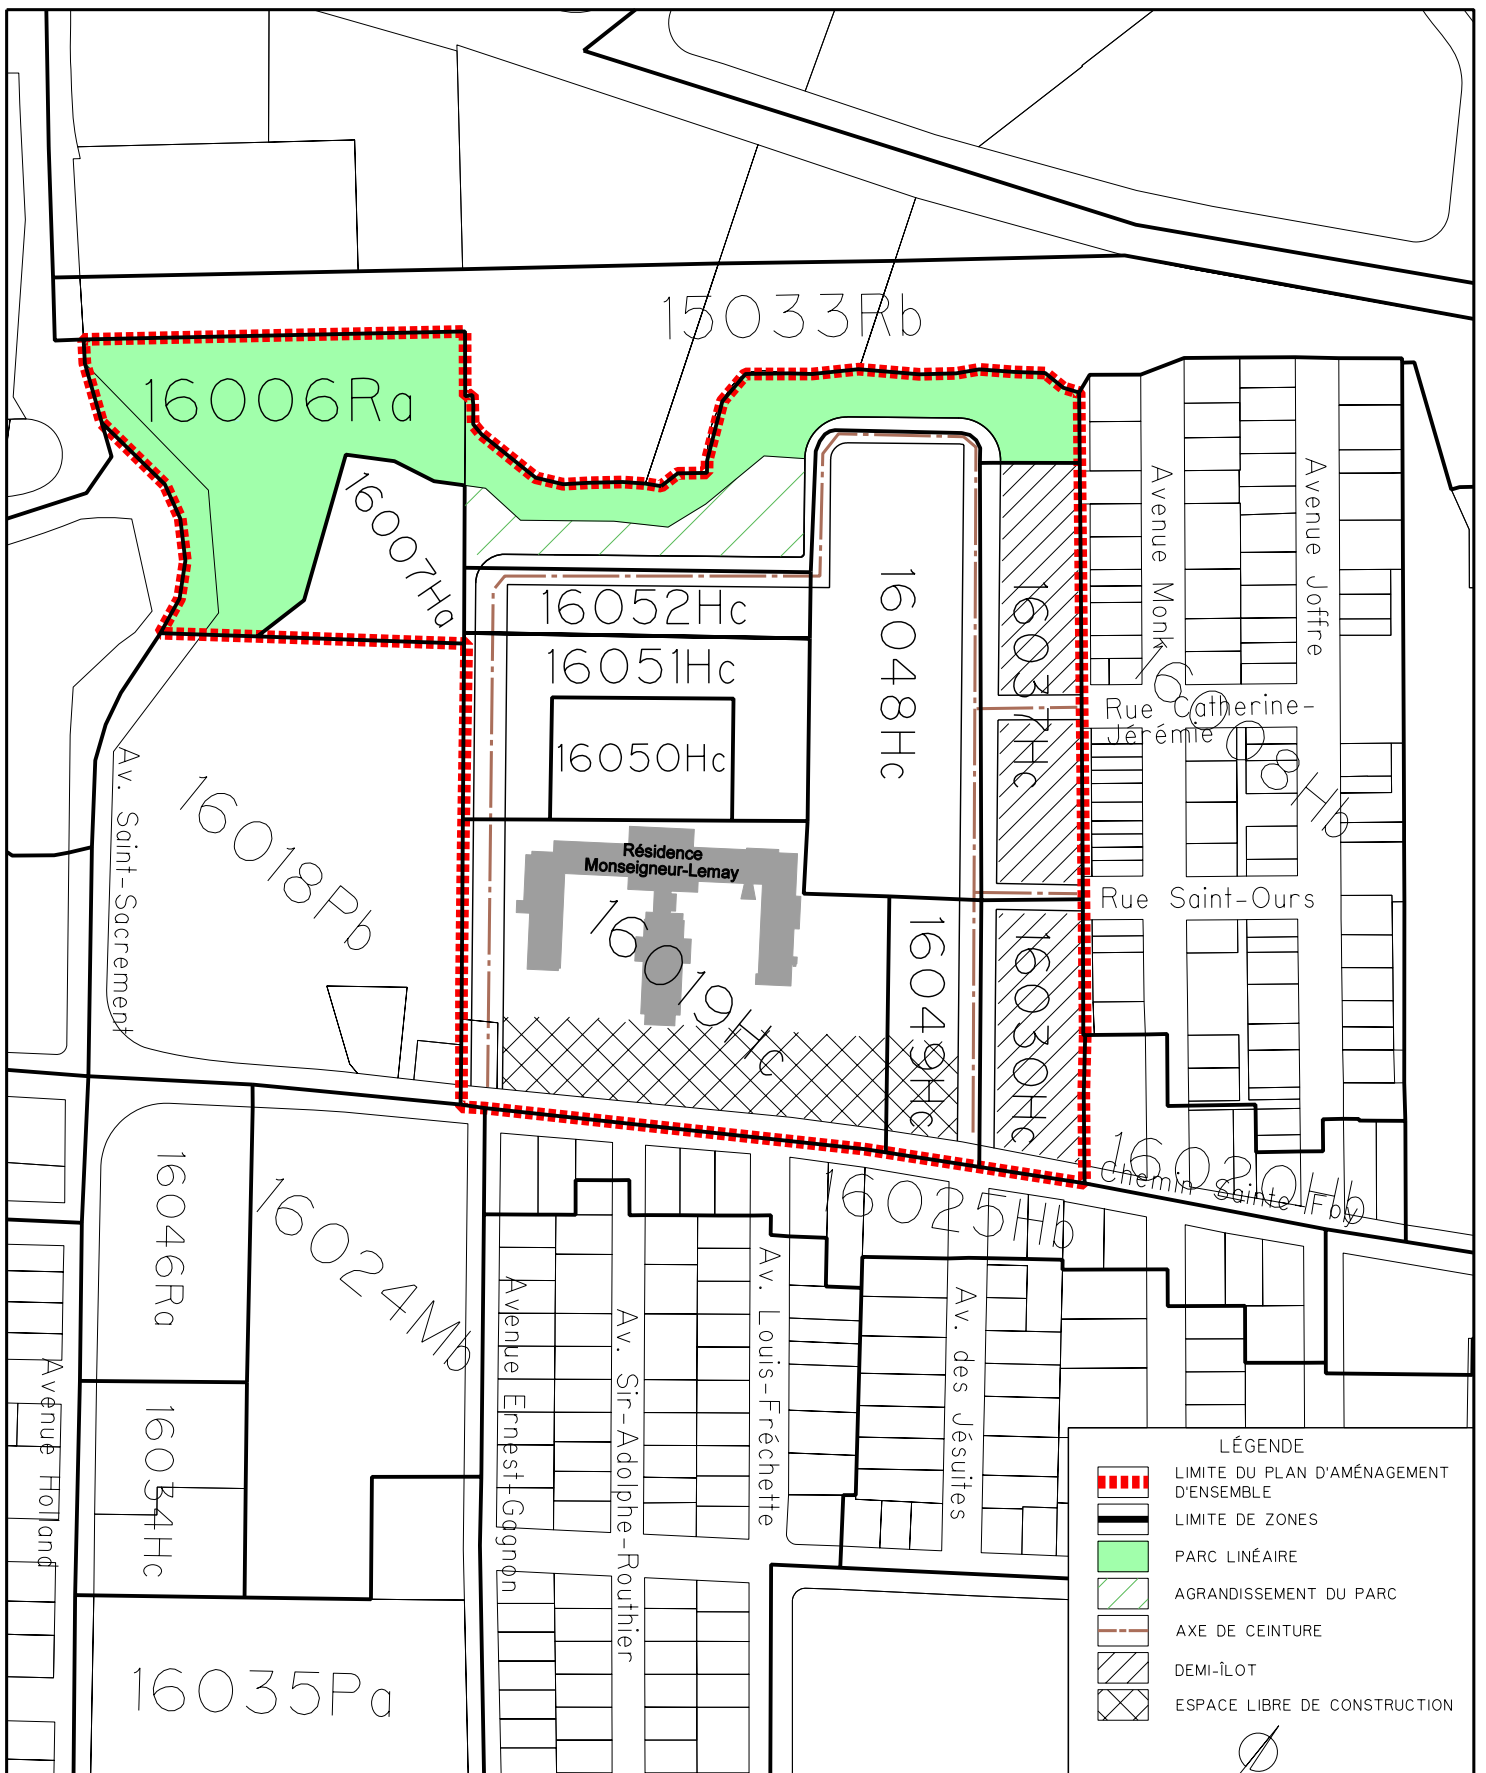 15033Rb
16006Ra
16007Ha
16052Hc
16051Hc
16050Hc
16048Hc
16037Hc
Avenue Monk
Avenue Joffre
16008Hb
Rue Catherine-
Jérémie
Rue Saint-Ours
Av. Saint-Sacrement
16018Pb
Résidence
Monseigneur-Lemay
16019Hc
16049Hc
16030Hc
16020Hb
Chemin Sainte-Foy
16025Hb
16046Ra
16024Mb
16034Hc
Avenue Holland
Avenue Ernest-Gagnon
Av. Sir-Adolphe-Routhier
Av. Louis-Fréchette
Av. des Jésuites
16035Pa
LÉGENDE
LIMITE DU PLAN D'AMÉNAGEMENT
D'ENSEMBLE
LIMITE DE ZONES
PARC LINÉAIRE
AGRANDISSEMENT DU PARC
AXE DE CEINTURE
DEMI-ÎLOT
ESPACE LIBRE DE CONSTRUCTION